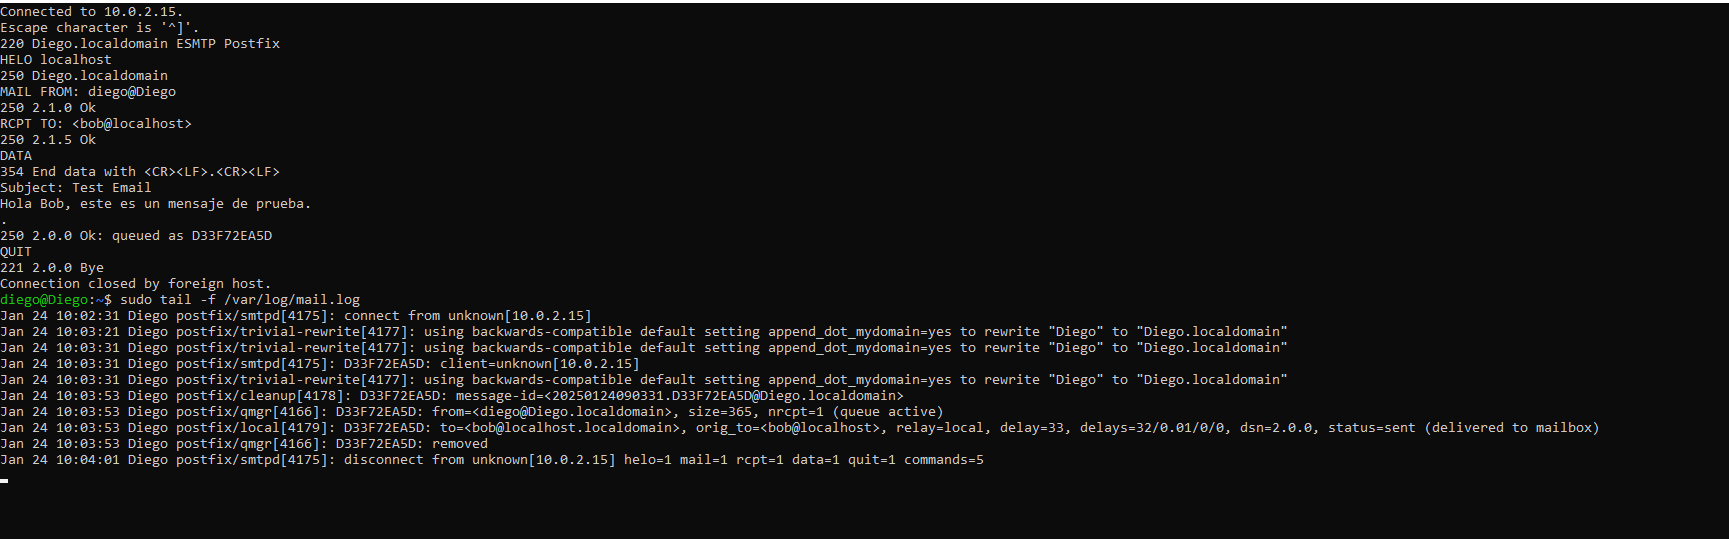 Connected to 10.0.2.15.
Escape character is '^]'.
220 Diego.localdomain ESMTP Postfix
HELO localhost
250 Diego.localdomain
MAIL FROM: diego@Diego
250 2.1.0 Ok
RCPT TO: <bob@localhost>
250 2.1.5 Ok
DATA
354 End data with <CR><LF>.<CR><LF>
Subject: Test Email
Hola Bob, este es un mensaje de prueba.
.
250 2.0.0 Ok: queued as D33F72EA5D
QUIT
221 2.0.0 Bye
Connection closed by foreign host.
diego@Diego:~$ sudo tail -f /var/log/mail.log
Jan 24 10:02:31 Diego postfix/smtpd[4175]: connect from unknown[10.0.2.15]
Jan 24 10:03:21 Diego postfix/trivial-rewrite[4177]: using backwards-compatible default setting append_dot_mydomain=yes to rewrite "Diego" to "Diego.localdomain"
Jan 24 10:03:31 Diego postfix/trivial-rewrite[4177]: using backwards-compatible default setting append_dot_mydomain=yes to rewrite "Diego" to "Diego.localdomain"
Jan 24 10:03:31 Diego postfix/smtpd[4175]: D33F72EA5D: client=unknown[10.0.2.15]
Jan 24 10:03:31 Diego postfix/trivial-rewrite[4177]: using backwards-compatible default setting append_dot_mydomain=yes to rewrite "Diego" to "Diego.localdomain"
Jan 24 10:03:53 Diego postfix/cleanup[4178]: D33F72EA5D: message-id=<20250124090331.D33F72EA5D@Diego.localdomain>
Jan 24 10:03:53 Diego postfix/qmgr[4166]: D33F72EA5D: from=<diego@Diego.localdomain>, size=365, nrcpt=1 (queue active)
Jan 24 10:03:53 Diego postfix/local[4179]: D33F72EA5D: to=<bob@localhost.localdomain>, orig_to=<bob@localhost>, relay=local, delay=33, delays=32/0.01/0/0, dsn=2.0.0, status=sent (delivered to mailbox)
Jan 24 10:03:53 Diego postfix/qmgr[4166]: D33F72EA5D: removed
Jan 24 10:04:01 Diego postfix/smtpd[4175]: disconnect from unknown[10.0.2.15] helo=1 mail=1 rcpt=1 data=1 quit=1 commands=5